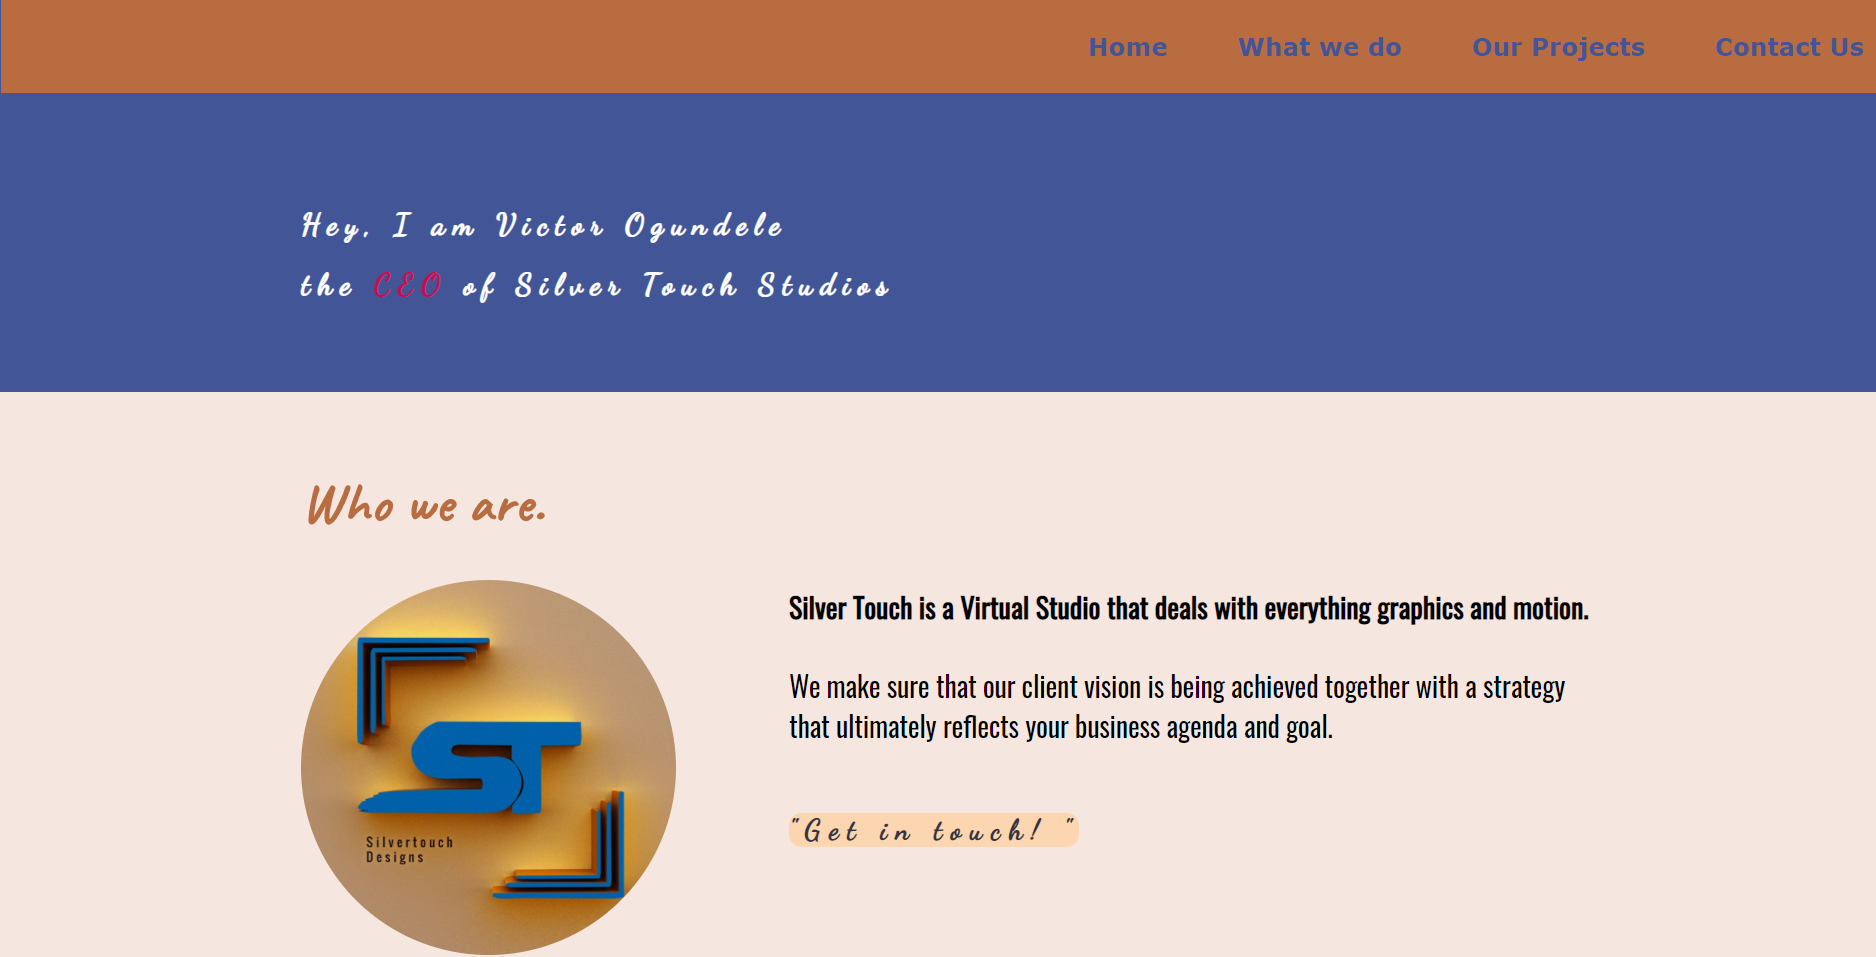 Home What we do Our Projects Contact Us
Hey, I am Victor Ogundele
the CEO of Silver Touch Studios
Who we are.
ST
Silvertouch
Designs
Silver Touch is a Virtual Studio that deals with everything graphics and motion.
We make sure that our client vision is being achieved together with a strategy
that ultimately reflects your business agenda and goal.
"Get in touch! "